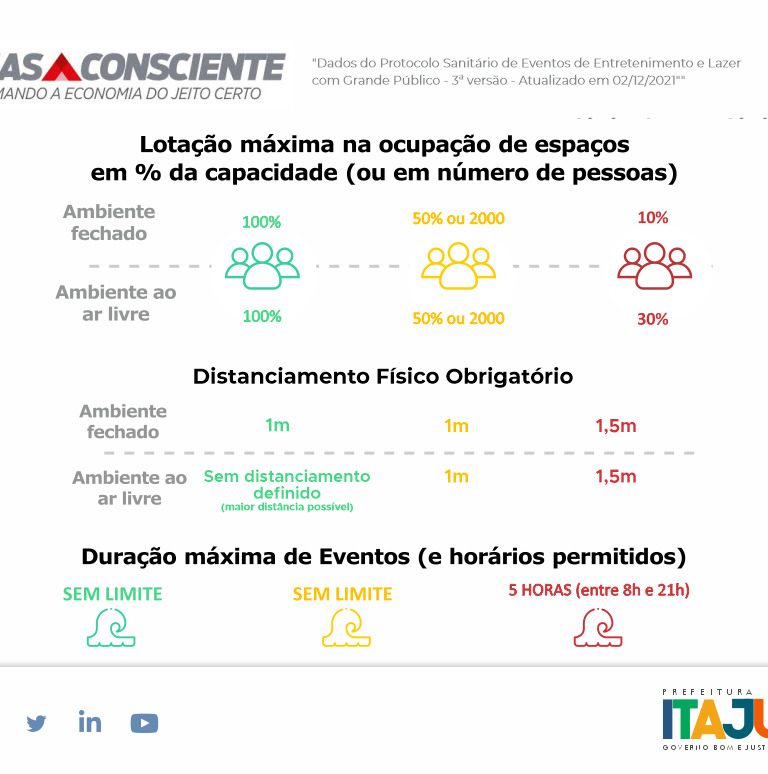 AS CONSCIENTE
MANDO A ECONOMIA DO JEITO CERTO
"Dados do Protocolo Sanitário de Eventos de Entretenimento e Lazer
com Grande Público - 3ª versão - Atualizado em 02/12/2021""
Lotação máxima na ocupação de espaços
em % da capacidade (ou em número de pessoas)
Ambiente
fechado
100%
50% ou 2000
10%
Ambiente ao
ar livre
100%
50% ou 2000
30%
Distanciamento Físico Obrigatório
Ambiente
fechado
1m
1m
1,5m
Ambiente ao
ar livre
Sem distanciamento
definido
(maior distância possível)
1m
1,5m
Duração máxima de Eventos (e horários permitidos)
SEM LIMITE
SEM LIMITE
5 HORAS (entre 8h e 21h)
in
PREFEITURA
ITAJU
GOVERNO BOM E JUST